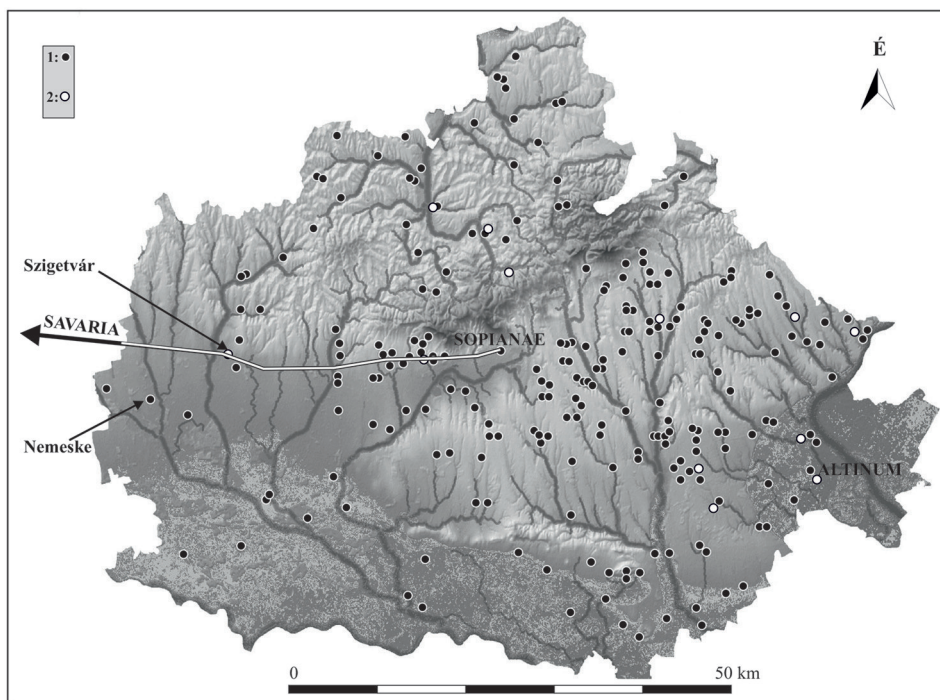 1:
2:
É
Szigetvár
SAVARIA
SOPIANAE
Nemeske
ALTINUM
0 50 km